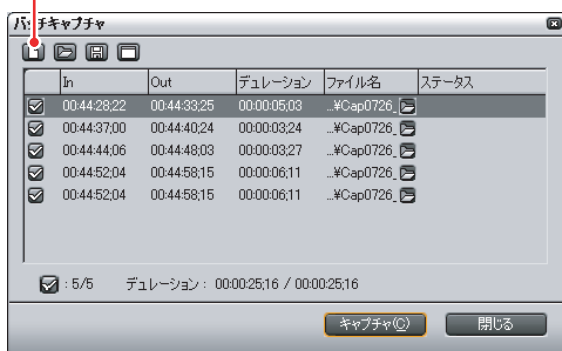 バッチキャプチャ
In Out デュレーション ファイル名 ステータス
00:44:28;22 00:44:33;25 00:00:05;03 ...¥Cap0726_
00:44:37;00 00:44:40;24 00:00:03;24 ...¥Cap0726_
00:44:44;06 00:44:48;03 00:00:03;27 ...¥Cap0726_
00:44:52;04 00:44:58;15 00:00:06;11 ...¥Cap0726_
00:44:52;04 00:44:58;15 00:00:06;11 ...¥Cap0726_
: 5/5 デュレーション : 00:00:25;16 / 00:00:25;16
キャプチャ(C) 閉じる